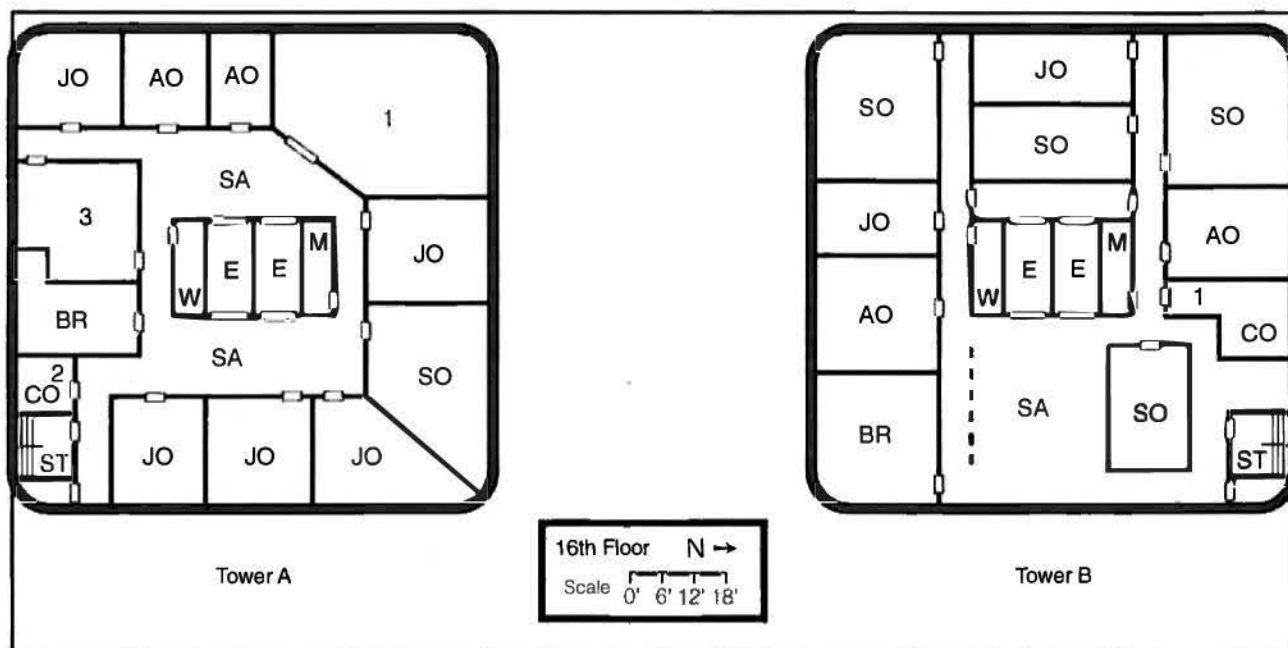 JO AO AO
1
SA
3
JO
W E E M
BR
SA
SO
2
CO
ST
JO JO JO
Tower A
JO
SO SO
SO
JO AO
W E E M
1
AO CO
BR SA SO
ST
Tower B
16th Floor N →
Scale 0' 6' 12' 18'